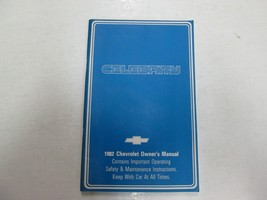 CELEBRITY
1982 Chevrolet Owner's Manual
Contains Important Operating
Safety & Maintenance Instructions
Keep With Car At All Times